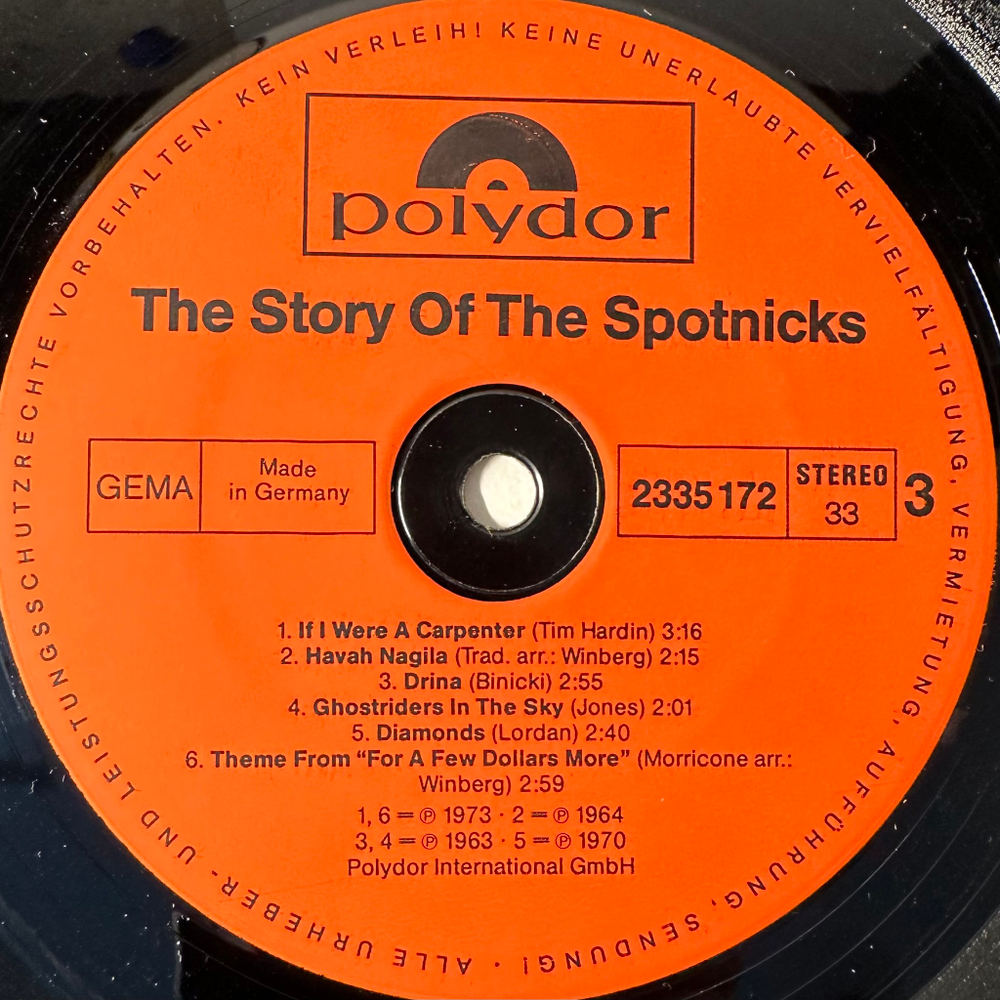 ALLE URHEBER- UND LEISTUNGSSCHUTZRECHTE VORBEHALTEN. KEIN VERLEIH! KEINE UNERLAUBTE VERVIELFÄLTIGUNG, VERMIETUNG, AUFFÜHRUNG, SENDUNG! ·
polydor
The Story Of The Spotnicks
GEMA
Made
in Germany
2335 172
STEREO
33
3
1. If I Were A Carpenter (Tim Hardin) 3:16
2. Havah Nagila (Trad. arr.: Winberg) 2:15
3. Drina (Binicki) 2:55
4. Ghostriders In The Sky (Jones) 2:01
5. Diamonds (Lordan) 2:40
6. Theme From “For A Few Dollars More” (Morricone arr.:
Winberg) 2:59
1, 6 = ℗ 1973 · 2 = ℗ 1964
3, 4 = ℗ 1963 · 5 = ℗ 1970
Polydor International GmbH